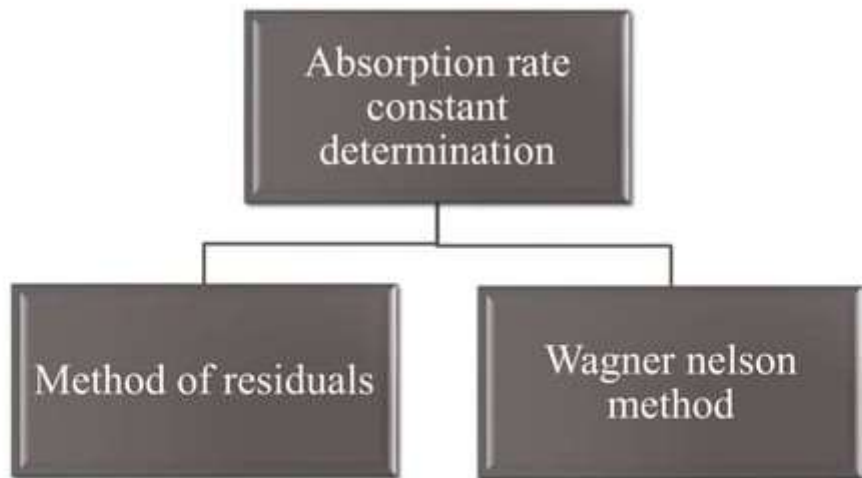 Absorption rate
constant
determination
Method of residuals
Wagner nelson
method